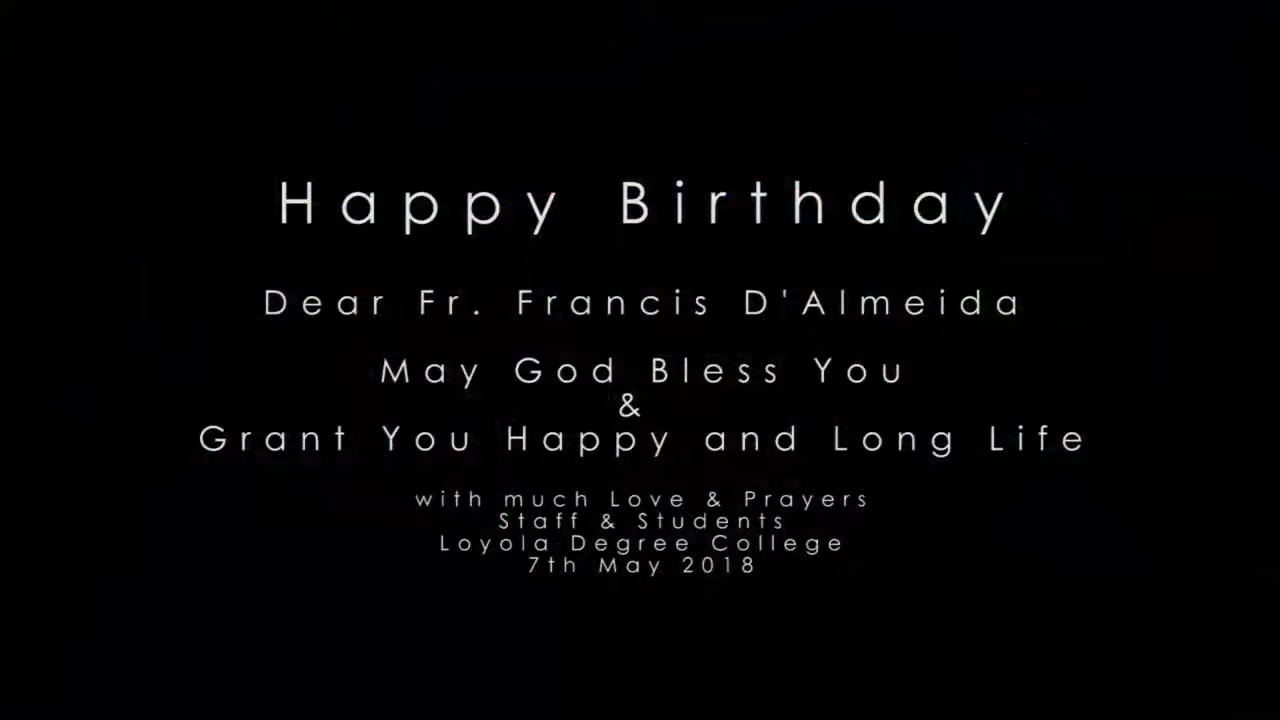 Happy Birthday
Dear Fr. Francis D'Almeida
May God Bless You
&
Grant You Happy and Long Life
with much Love & Prayers
Staff & Students
Loyola Degree College
7th May 2018